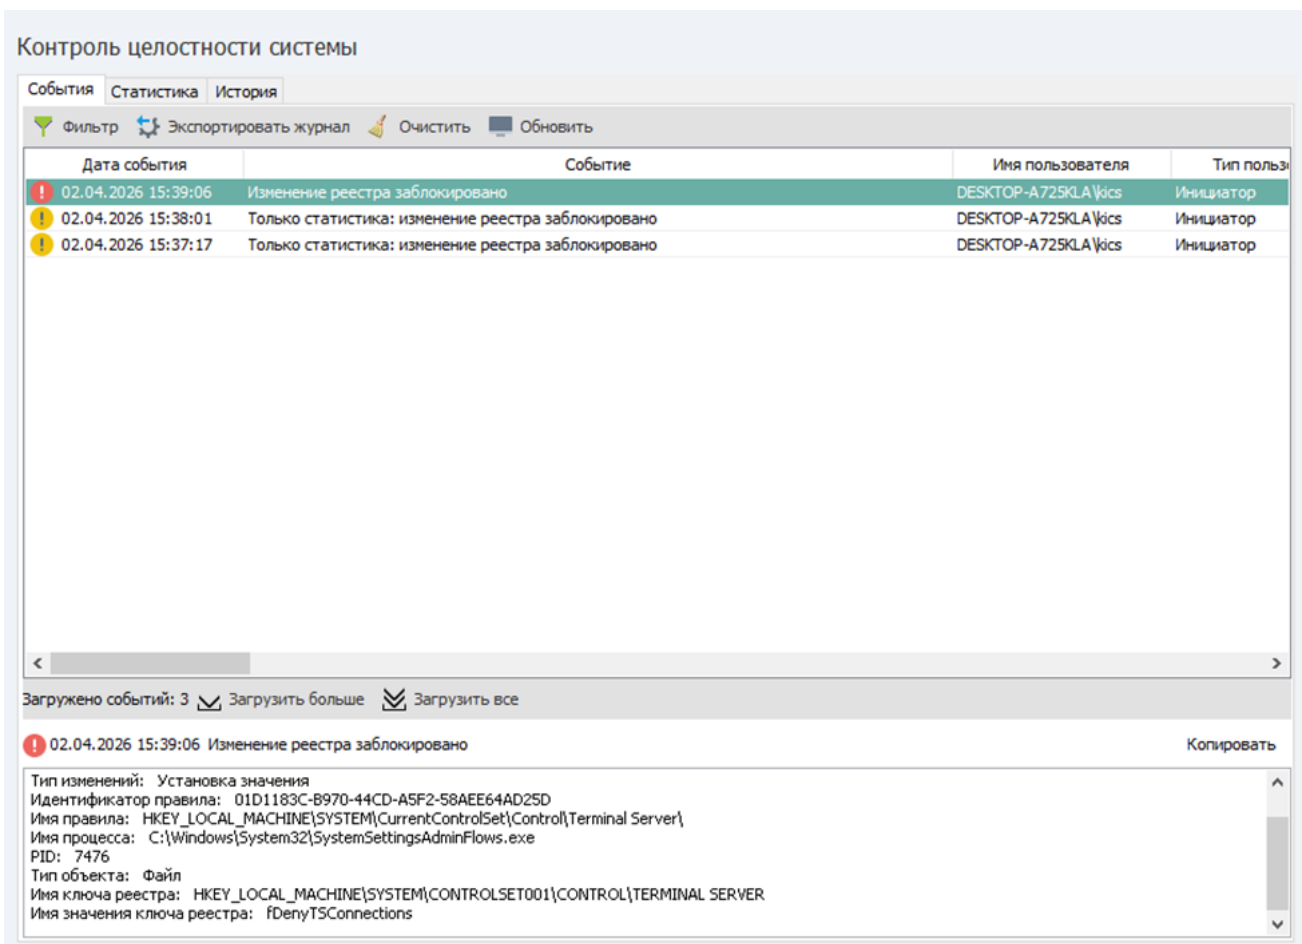 Контроль целостности системы
События Статистика История
Фильтр Экспортировать журнал Очистить Обновить
Дата события Событие Имя пользователя Тип польз
02.04.2026 15:39:06 Изменение реестра заблокировано DESKTOP-A725KLA\kics Инициатор
02.04.2026 15:38:01 Только статистика: изменение реестра заблокировано DESKTOP-A725KLA\kics Инициатор
02.04.2026 15:37:17 Только статистика: изменение реестра заблокировано DESKTOP-A725KLA\kics Инициатор
Загружено событий: 3 Загрузить больше Загрузить все
02.04.2026 15:39:06 Изменение реестра заблокировано Копировать
Тип изменений: Установка значения
Идентификатор правила: 01D1183C-B970-44CD-A5F2-58AEE64AD25D
Имя правила: HKEY_LOCAL_MACHINE\SYSTEM\CurrentControlSet\Control\Terminal Server\
Имя процесса: C:\Windows\System32\SystemSettingsAdminFlows.exe
PID: 7476
Тип объекта: Файл
Имя ключа реестра: HKEY_LOCAL_MACHINE\SYSTEM\CONTROLSET001\CONTROL\TERMINAL SERVER
Имя значения ключа реестра: fDenyTSConnections